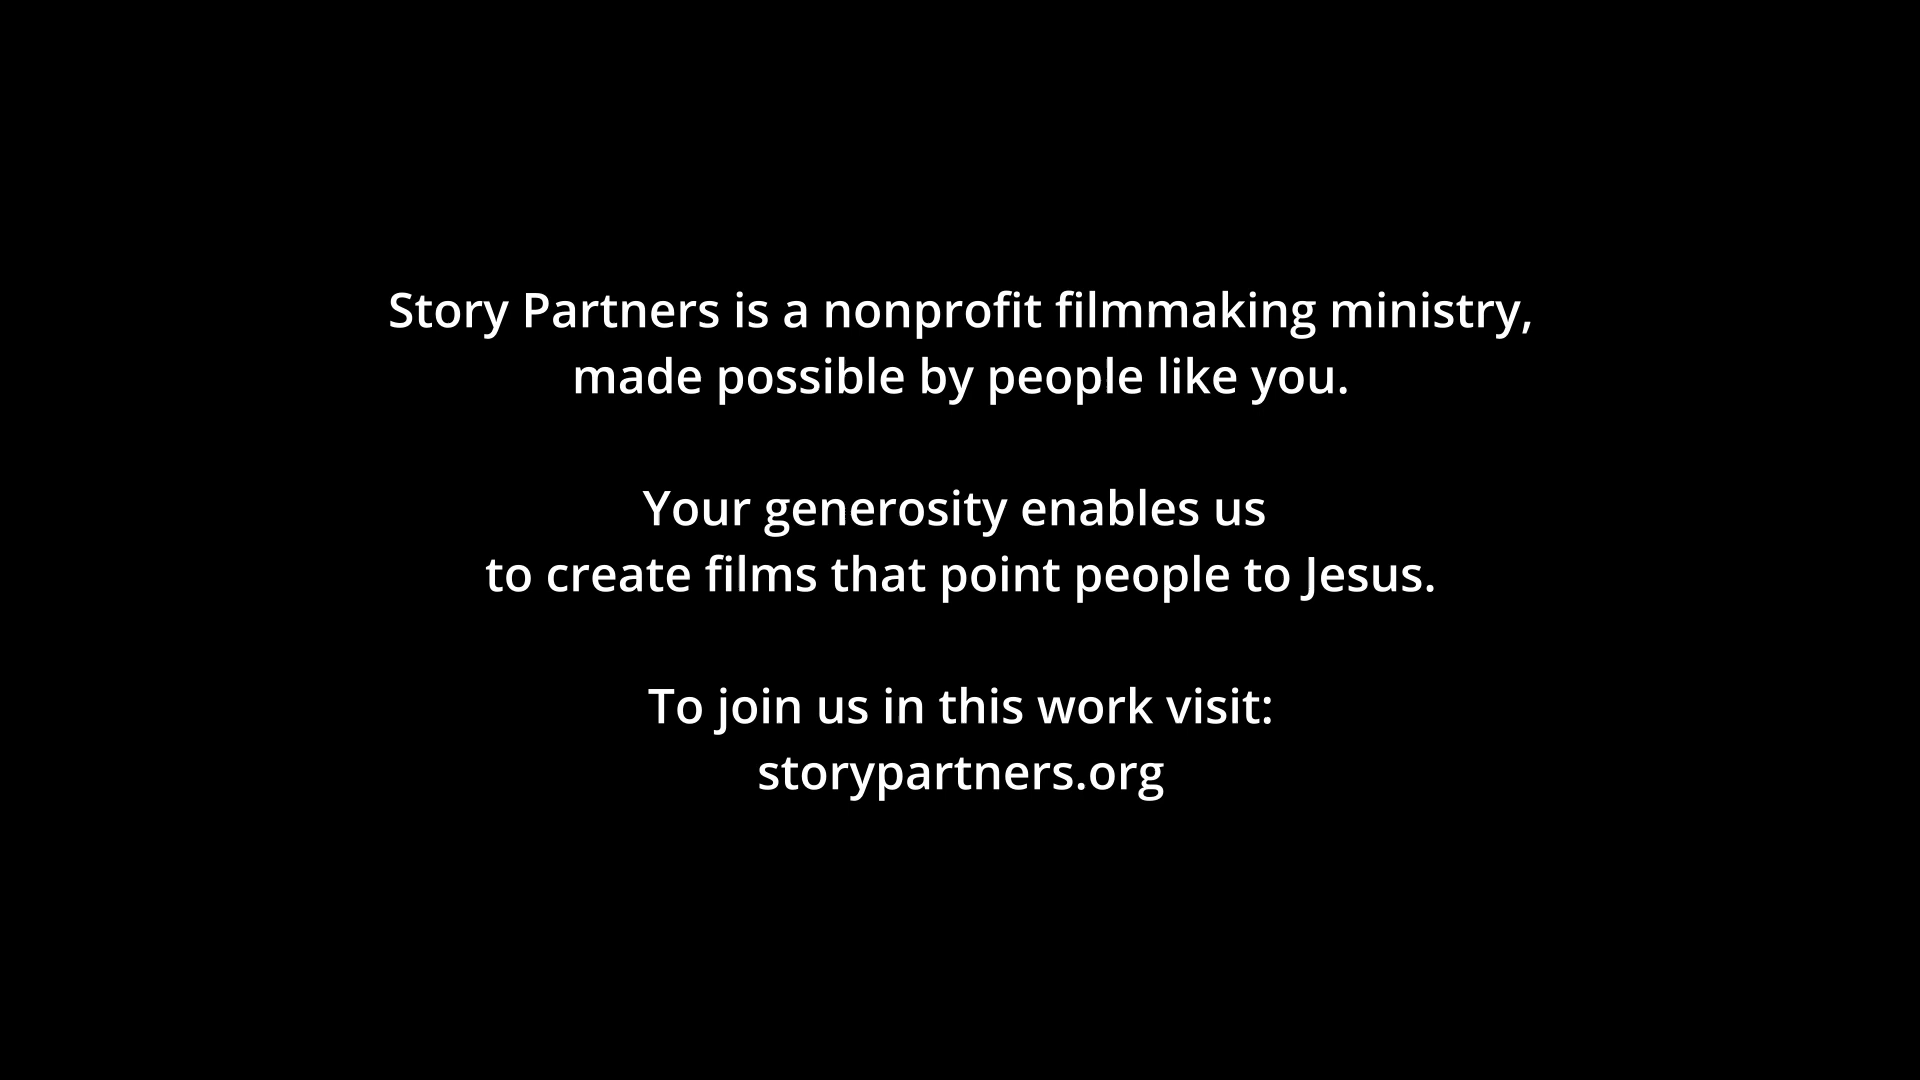 Story Partners is a nonprofit filmmaking ministry,
made possible by people like you.
Your generosity enables us
to create films that point people to Jesus.
To join us in this work visit:
storypartners.org